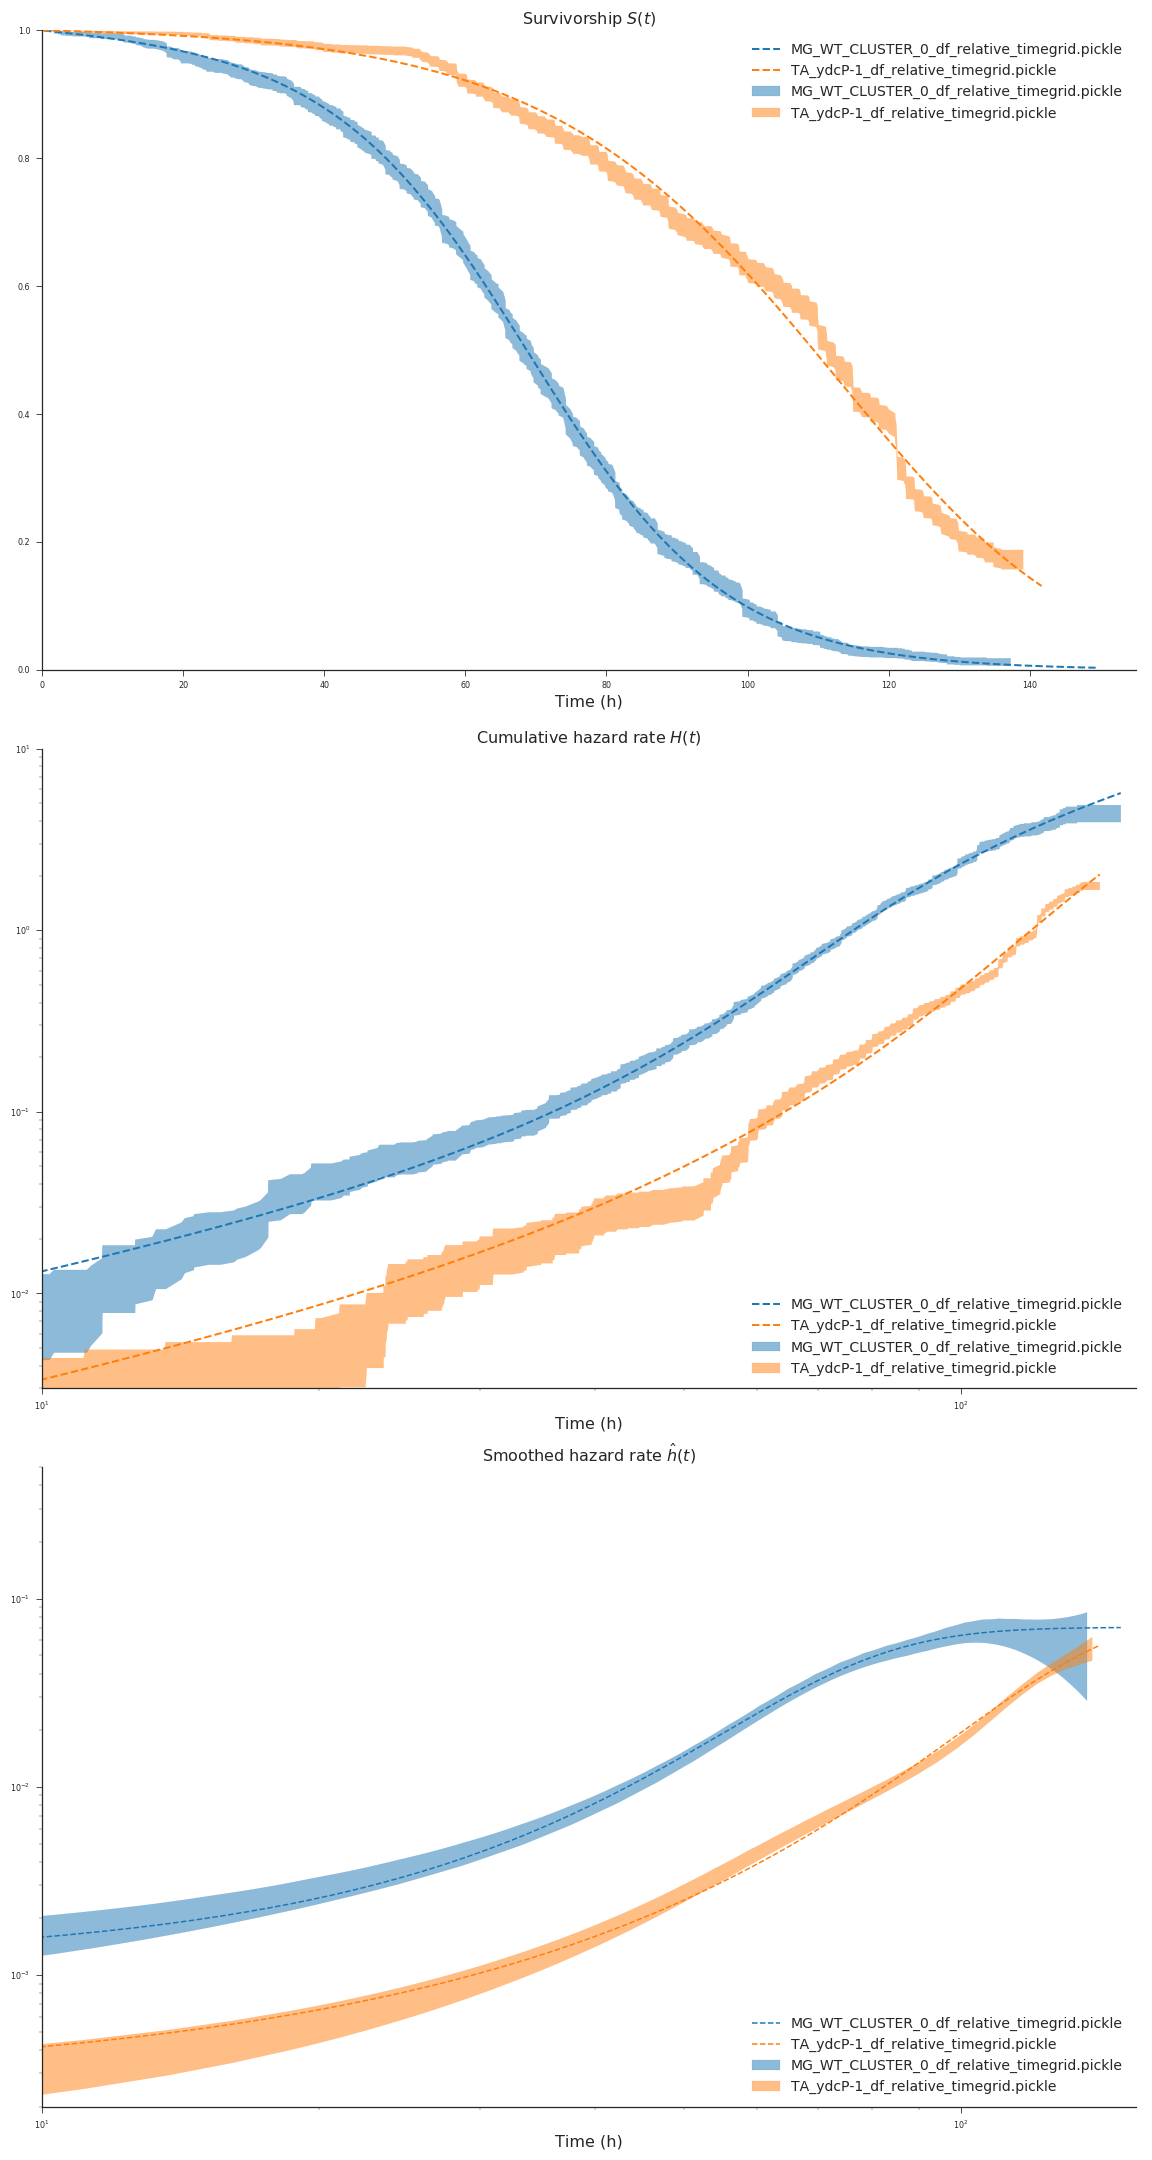 Survivorship S(t)
1.0
0.8
0.6
0.4
0.2
0.0
MG_WT_CLUSTER_0_df_relative_timegrid.pickle
TA_ydcP-1_df_relative_timegrid.pickle
MG_WT_CLUSTER_0_df_relative_timegrid.pickle
TA_ydcP-1_df_relative_timegrid.pickle
0 20 40 60 80 100 120 140
Time (h)
Cumulative hazard rate H(t)
10¹
10⁰
10⁻¹
10⁻²
MG_WT_CLUSTER_0_df_relative_timegrid.pickle
TA_ydcP-1_df_relative_timegrid.pickle
MG_WT_CLUSTER_0_df_relative_timegrid.pickle
TA_ydcP-1_df_relative_timegrid.pickle
10¹ 10²
Time (h)
Smoothed hazard rate ĥ(t)
10⁻¹
10⁻²
10⁻³
MG_WT_CLUSTER_0_df_relative_timegrid.pickle
TA_ydcP-1_df_relative_timegrid.pickle
MG_WT_CLUSTER_0_df_relative_timegrid.pickle
TA_ydcP-1_df_relative_timegrid.pickle
10¹ 10²
Time (h)